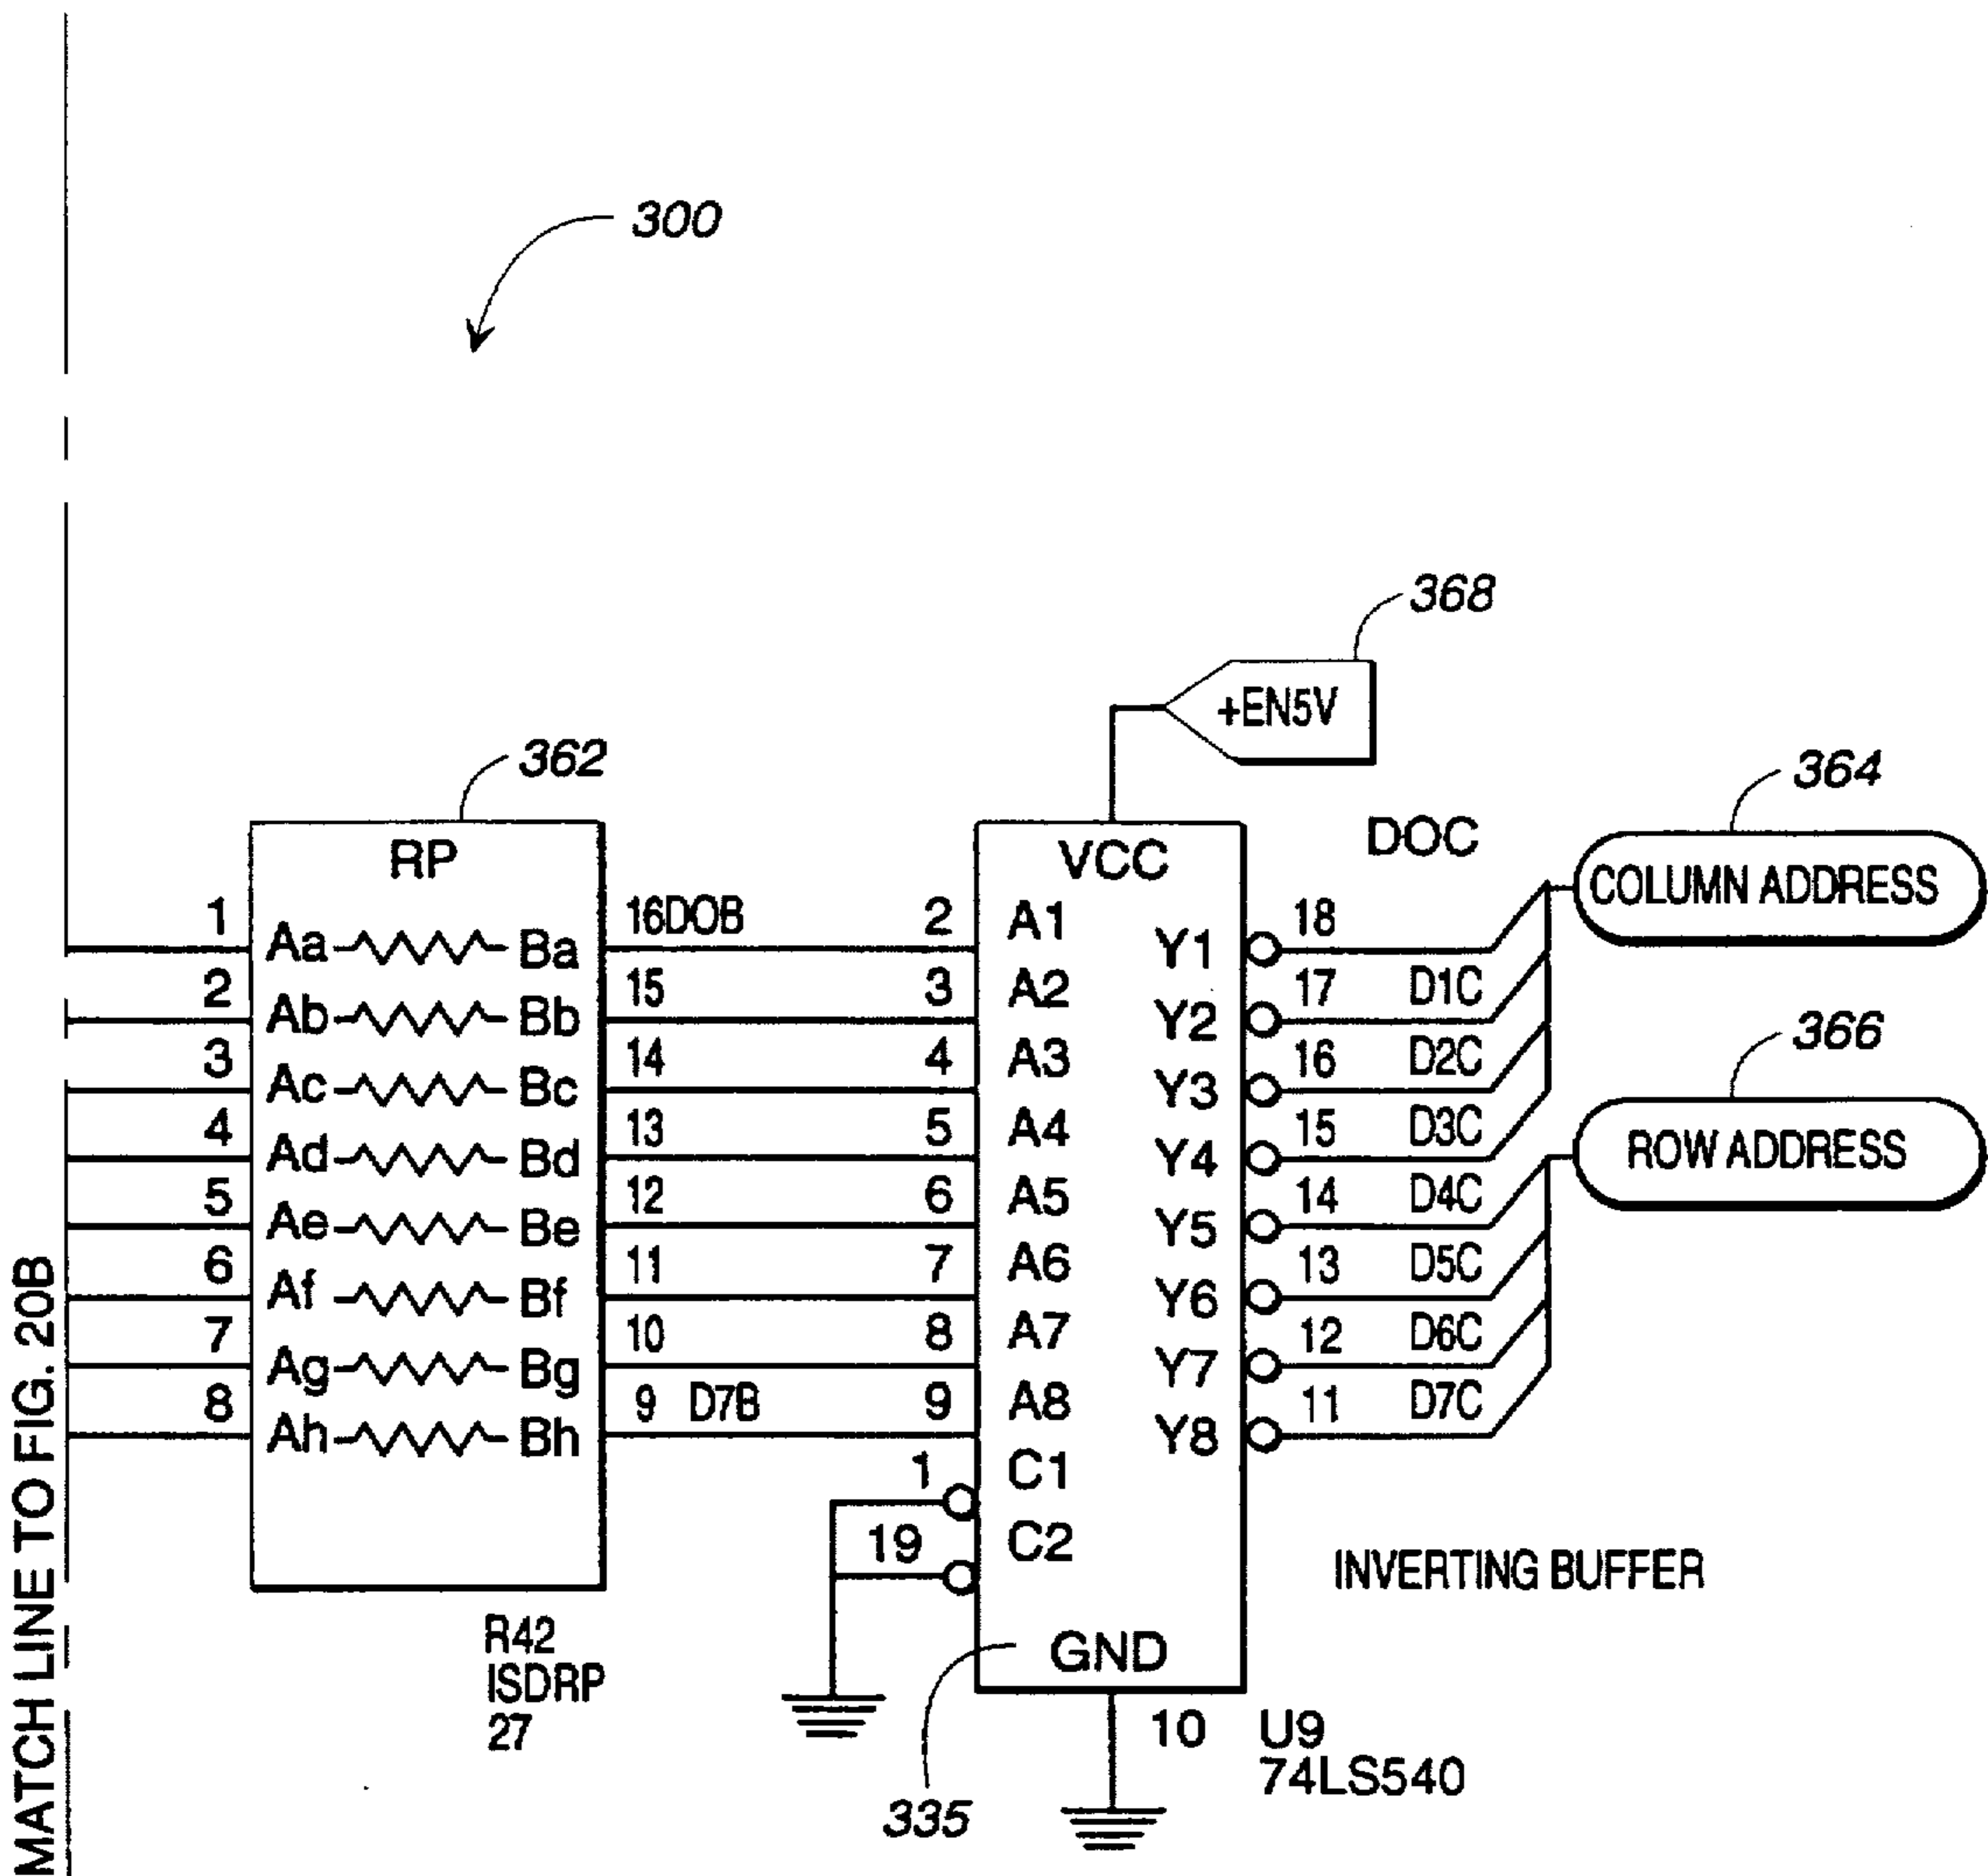 300
368
+EN5V
362
364
RP
VCC
DOC
COLUMN ADDRESS
1 Aa Ba 16DOB 2 A1 Y1 18
2 Ab Bb 15 3 A2 Y2 17 D1C
3 Ac Bc 14 4 A3 Y3 16 D2C
366
4 Ad Bd 13 5 A4 Y4 15 D3C
ROW ADDRESS
5 Ae Be 12 6 A5 Y5 14 D4C
6 Af Bf 11 7 A6 Y6 13 D5C
7 Ag Bg 10 8 A7 Y7 12 D6C
8 Ah Bh 9 D7B 9 A8 Y8 11 D7C
1 C1
19 C2
INVERTING BUFFER
GND
R42
ISDRP
27
10 U9
74LS540
335
MATCH LINE TO FIG. 20B